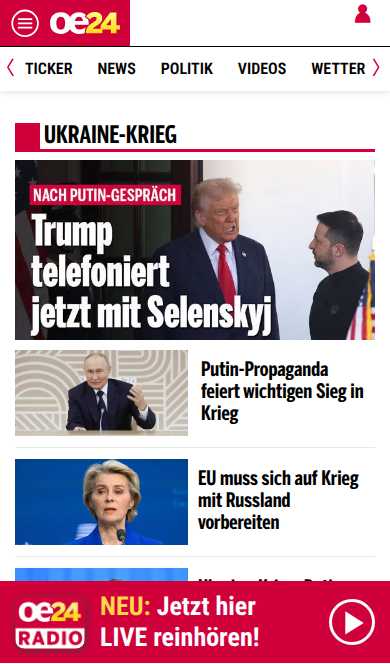 oe24
TICKER NEWS POLITIK VIDEOS WETTER
UKRAINE-KRIEG
NACH PUTIN-GESPRÄCH
Trump
telefoniert
jetzt mit Selenskyj
Putin-Propaganda
feiert wichtigen Sieg in
Krieg
EU muss sich auf Krieg
mit Russland
vorbereiten
oe24
RADIO
NEU: Jetzt hier
LIVE reinhören!